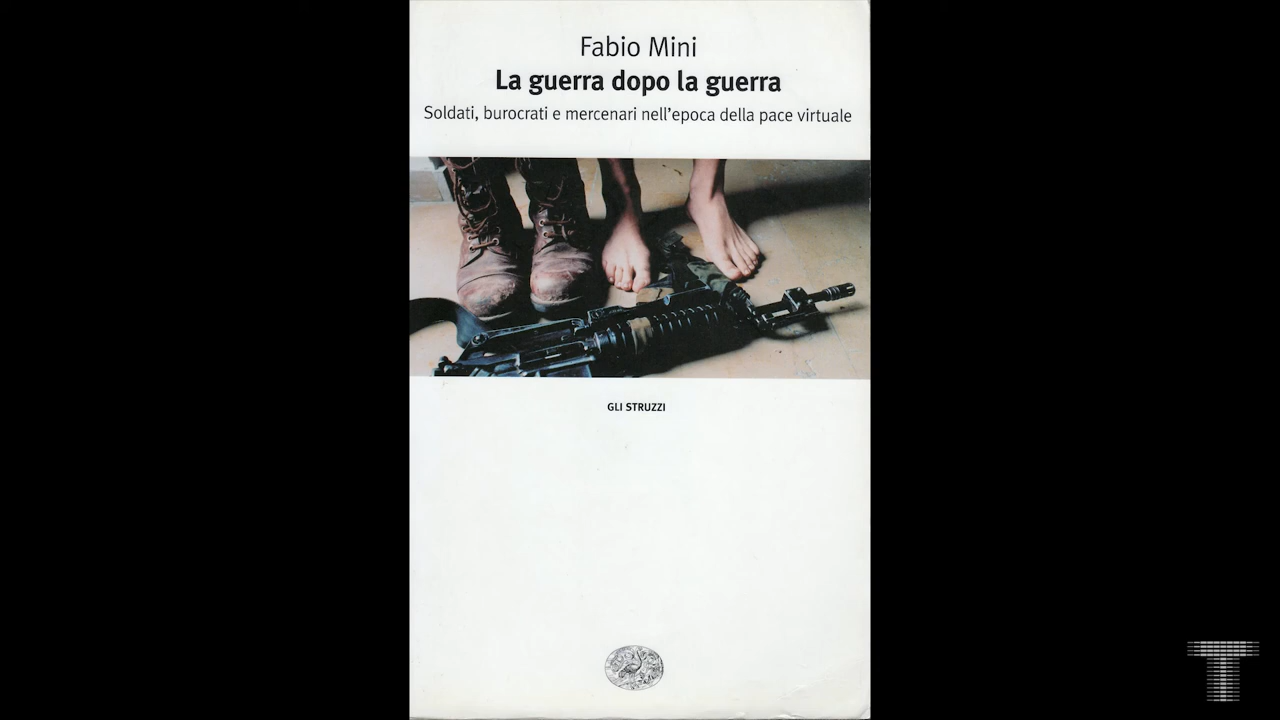 Fabio Mini
La guerra dopo la guerra
Soldati, burocrati e mercenari nell'epoca della pace virtuale
GLI STRUZZI
T